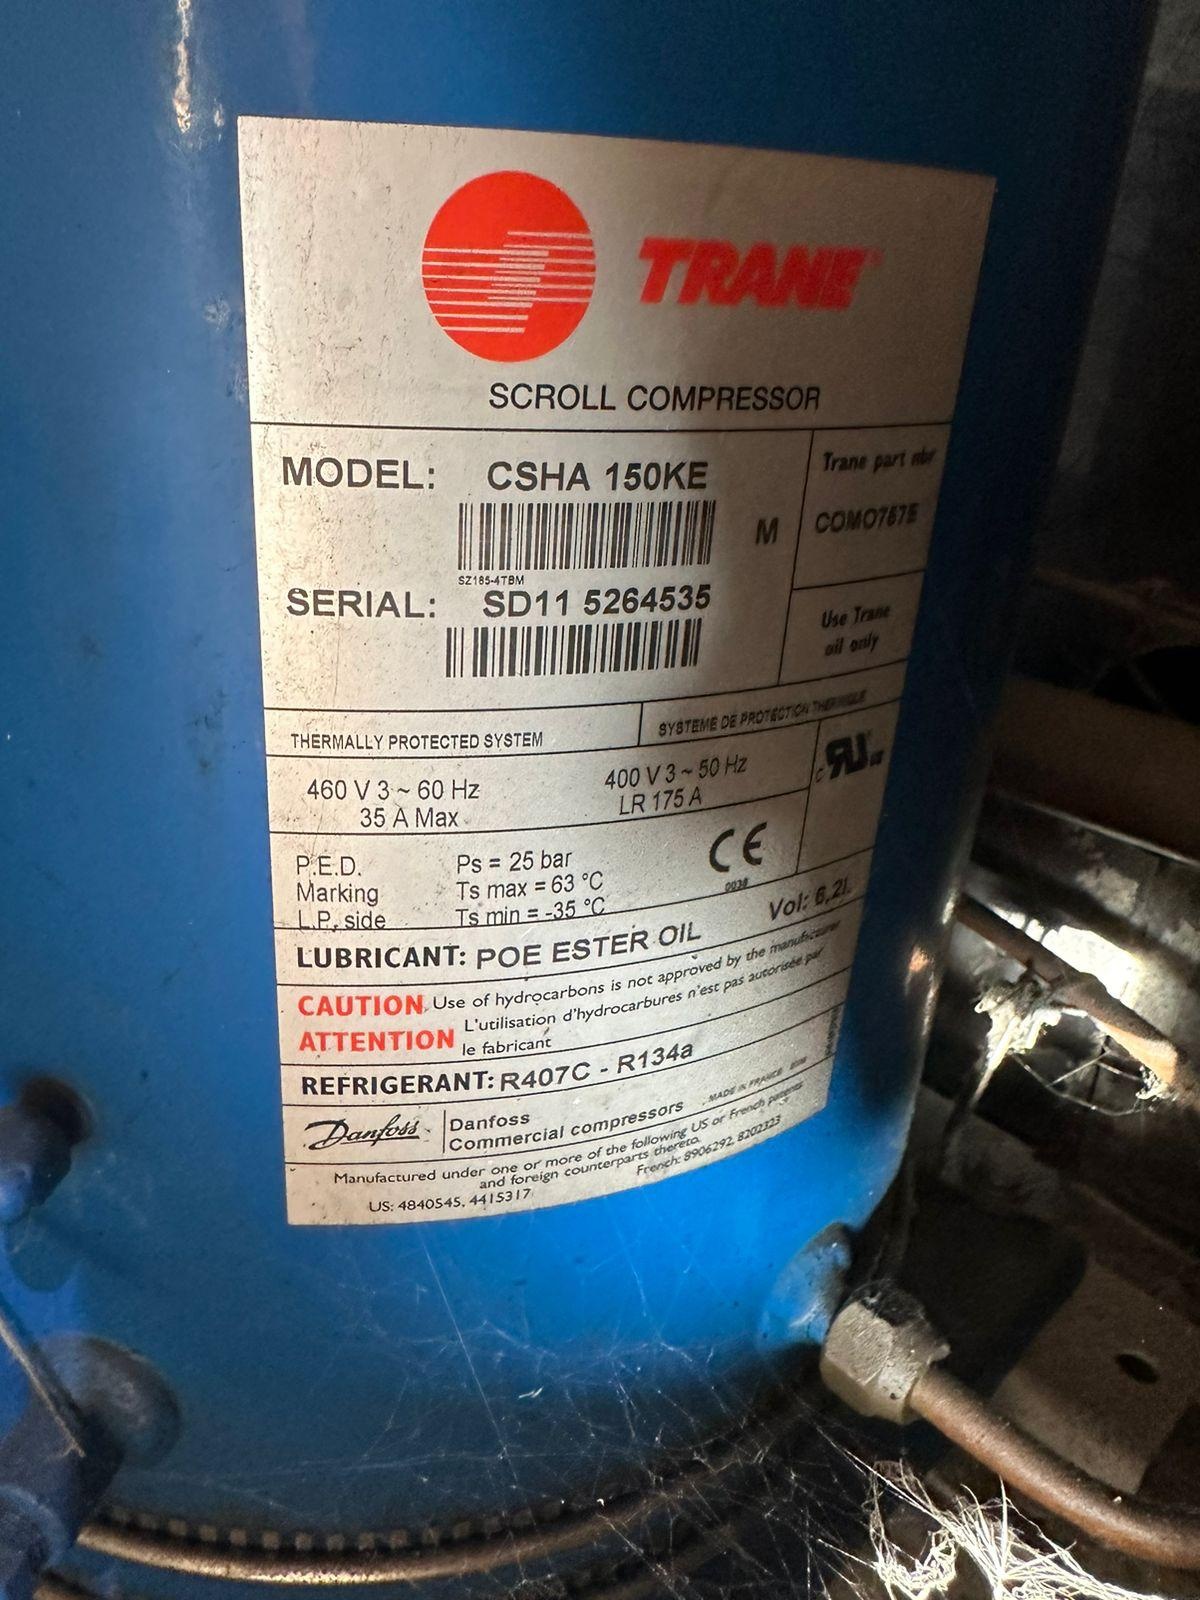 TRANE
SCROLL COMPRESSOR
MODEL: CSHA 150KE
M
Trane part nbr
COM0757E
SZ185-4TBM
SERIAL: SD11 5264535
Use Trane
oil only
THERMALLY PROTECTED SYSTEM
SYSTEME DE PROTECTION THERMIQUE
460 V 3 ~ 60 Hz
35 A Max
400 V 3 ~ 50 Hz
LR 175 A
P.E.D.
Marking
L.P. side
Ps = 25 bar
Ts max = 63 °C
Ts min = -35 °C
CE
0038
LUBRICANT: POE ESTER OIL
Vol: 6,2l.
CAUTION Use of hydrocarbons is not approved by the manufacturer
ATTENTION L'utilisation d'hydrocarbures n'est pas autorisée par
le fabricant
REFRIGERANT: R407C - R134a
Danfoss
Danfoss
Commercial compressors
MADE IN FRANCE
Manufactured under one or more of the following US or French patents
and foreign counterparts thereto.
US: 4840545, 4415317
French: 8906292, 8202323